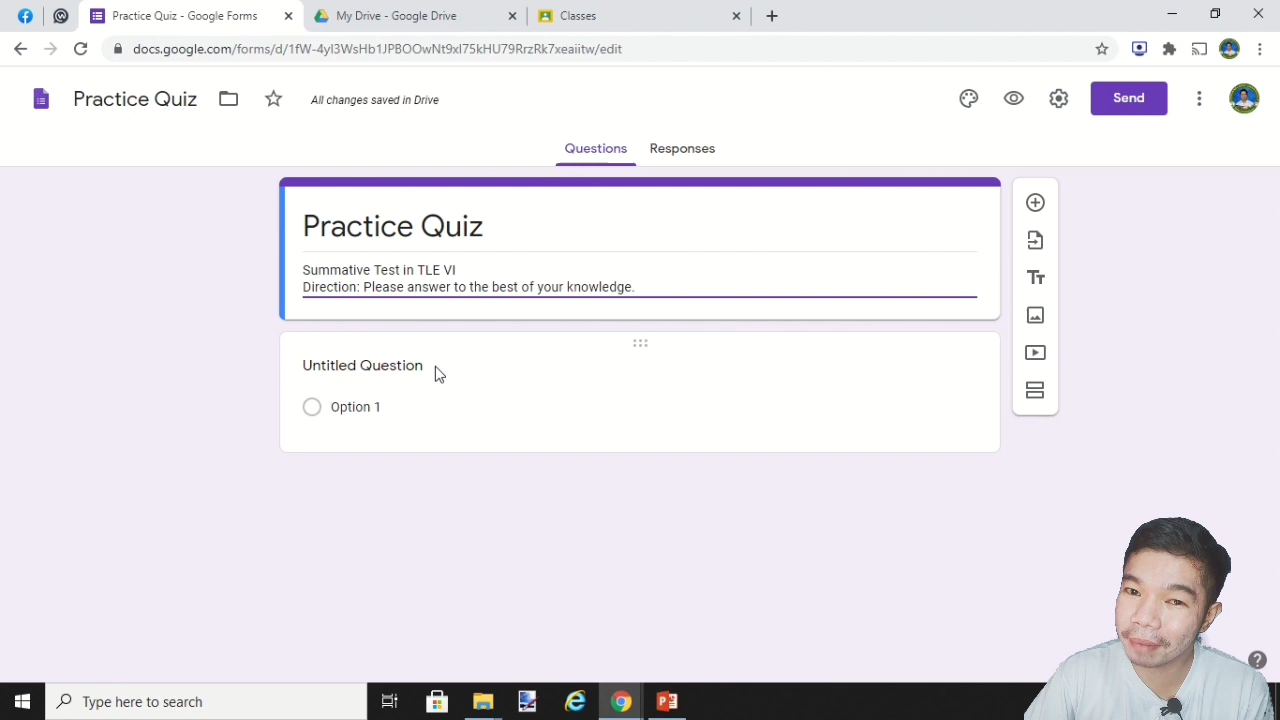 Practice Quiz - Google Forms
My Drive - Google Drive
Classes
docs.google.com/forms/d/1fW-4yl3WsHb1JPBOOwNt9xl75kHU79RrzRk7xeaiitw/edit
Practice Quiz
All changes saved in Drive
Send
Questions
Responses
Practice Quiz
Summative Test in TLE VI
Direction: Please answer to the best of your knowledge.
Untitled Question
Option 1
Type here to search